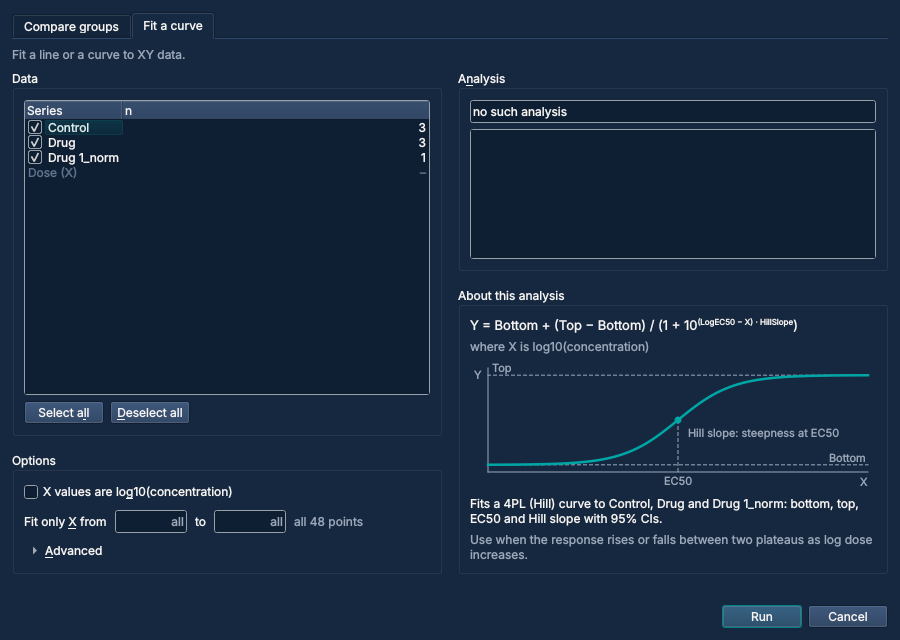 Compare groups
Fit a curve
Fit a line or a curve to XY data.
Data
Series n
Control 3
Drug 3
Drug 1_norm 1
Dose (X) –
Select all
Deselect all
Options
X values are log10(concentration)
Fit only X from all to all all 48 points
Advanced
Analysis
no such analysis
About this analysis
Y = Bottom + (Top − Bottom) / (1 + 10^(LogEC50 − X) · HillSlope)
where X is log10(concentration)
Top
Y
Hill slope: steepness at EC50
Bottom
EC50
X
Fits a 4PL (Hill) curve to Control, Drug and Drug 1_norm: bottom, top,
EC50 and Hill slope with 95% CIs.
Use when the response rises or falls between two plateaus as log dose
increases.
Run
Cancel